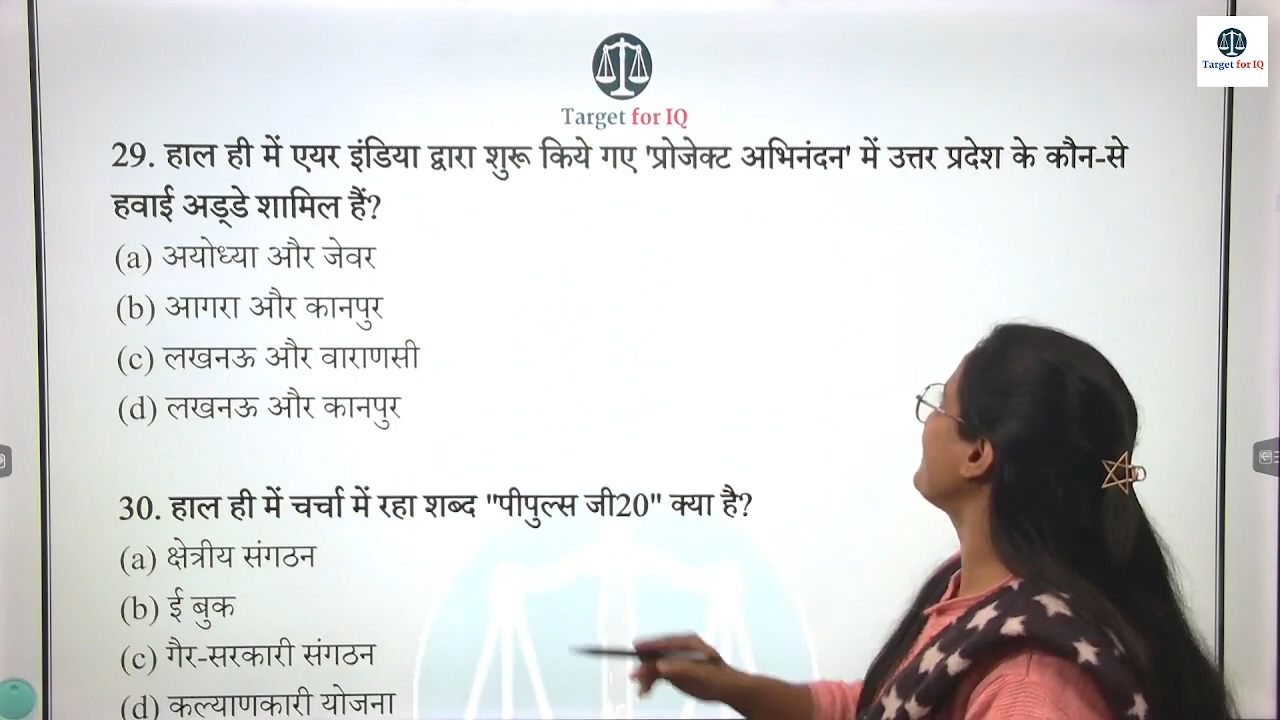 Target for IQ
Target for IQ
29. हाल ही में एयर इंडिया द्वारा शुरू किये गए 'प्रोजेक्ट अभिनंदन' में उत्तर प्रदेश के कौन-से
हवाई अड्डे शामिल हैं?
(a) अयोध्या और जेवर
(b) आगरा और कानपुर
(c) लखनऊ और वाराणसी
(d) लखनऊ और कानपुर
30. हाल ही में चर्चा में रहा शब्द "पीपुल्स जी20" क्या है?
(a) क्षेत्रीय संगठन
(b) ई बुक
(c) गैर-सरकारी संगठन
(d) कल्याणकारी योजना